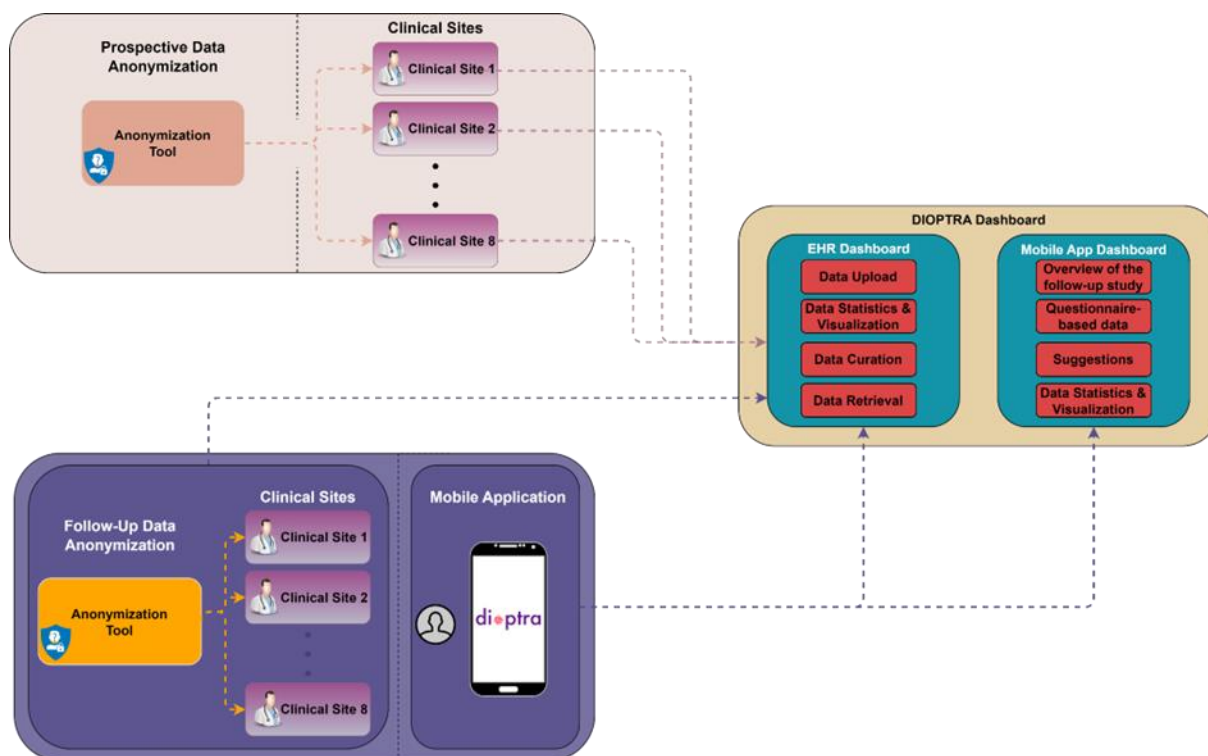 Prospective Data
Anonymization
Anonymization
Tool
Clinical Sites
Clinical Site 1
Clinical Site 2
Clinical Site 8
DIOPTRA Dashboard
EHR Dashboard
Data Upload
Data Statistics &
Visualization
Data Curation
Data Retrieval
Mobile App Dashboard
Overview of the
follow-up study
Questionnaire-
based data
Suggestions
Data Statistics &
Visualization
Follow-Up Data
Anonymization
Anonymization
Tool
Clinical Sites
Clinical Site 1
Clinical Site 2
Clinical Site 8
Mobile Application
dioptra